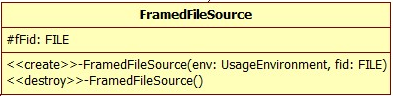 FramedFileSource
#fFid: FILE
<<create>>-FramedFileSource(env: UsageEnvironment, fid: FILE)
<<destroy>>-FramedFileSource()